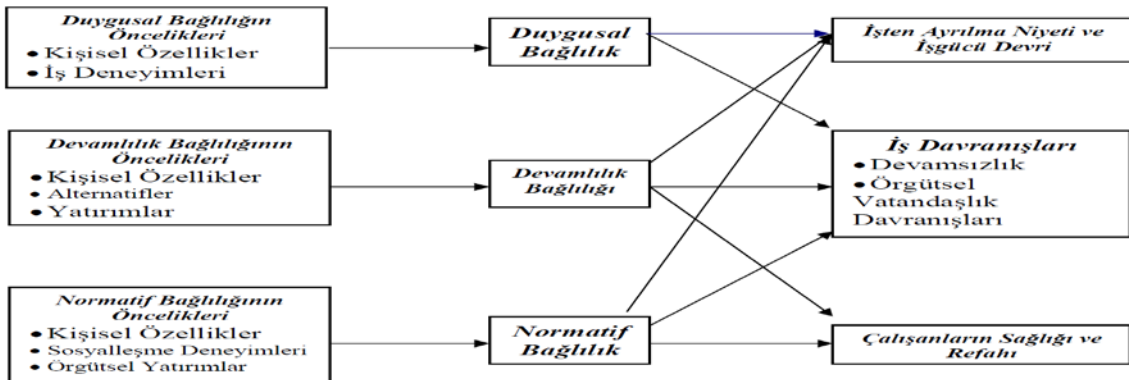 Duygusal Bağlılığın
Öncelikleri
• Kişisel Özellikler
• İş Deneyimleri
Duygusal
Bağlılık
İşten Ayrılma Niyeti ve
İşgücü Devri
Devamlılık Bağlılığının
Öncelikleri
• Kişisel Özellikler
• Alternatifler
• Yatırımlar
Devamlılık
Bağlılığı
İş Davranışları
• Devamsızlık
• Örgütsel
Vatandaşlık
Davranışları
Normatif Bağlılığının
Öncelikleri
• Kişisel Özellikler
• Sosyalleşme Deneyimleri
• Örgütsel Yatırımlar
Normatif
Bağlılık
Çalışanların Sağlığı ve
Refahı